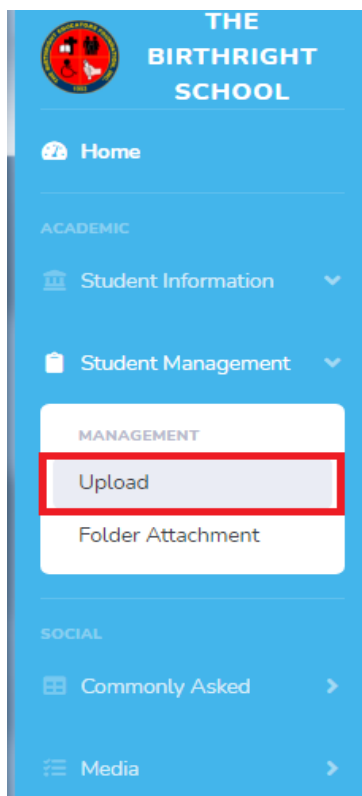 THE
BIRTHRIGHT
SCHOOL
Home
ACADEMIC
Student Information
Student Management
MANAGEMENT
Upload
Folder Attachment
SOCIAL
Commonly Asked
Media